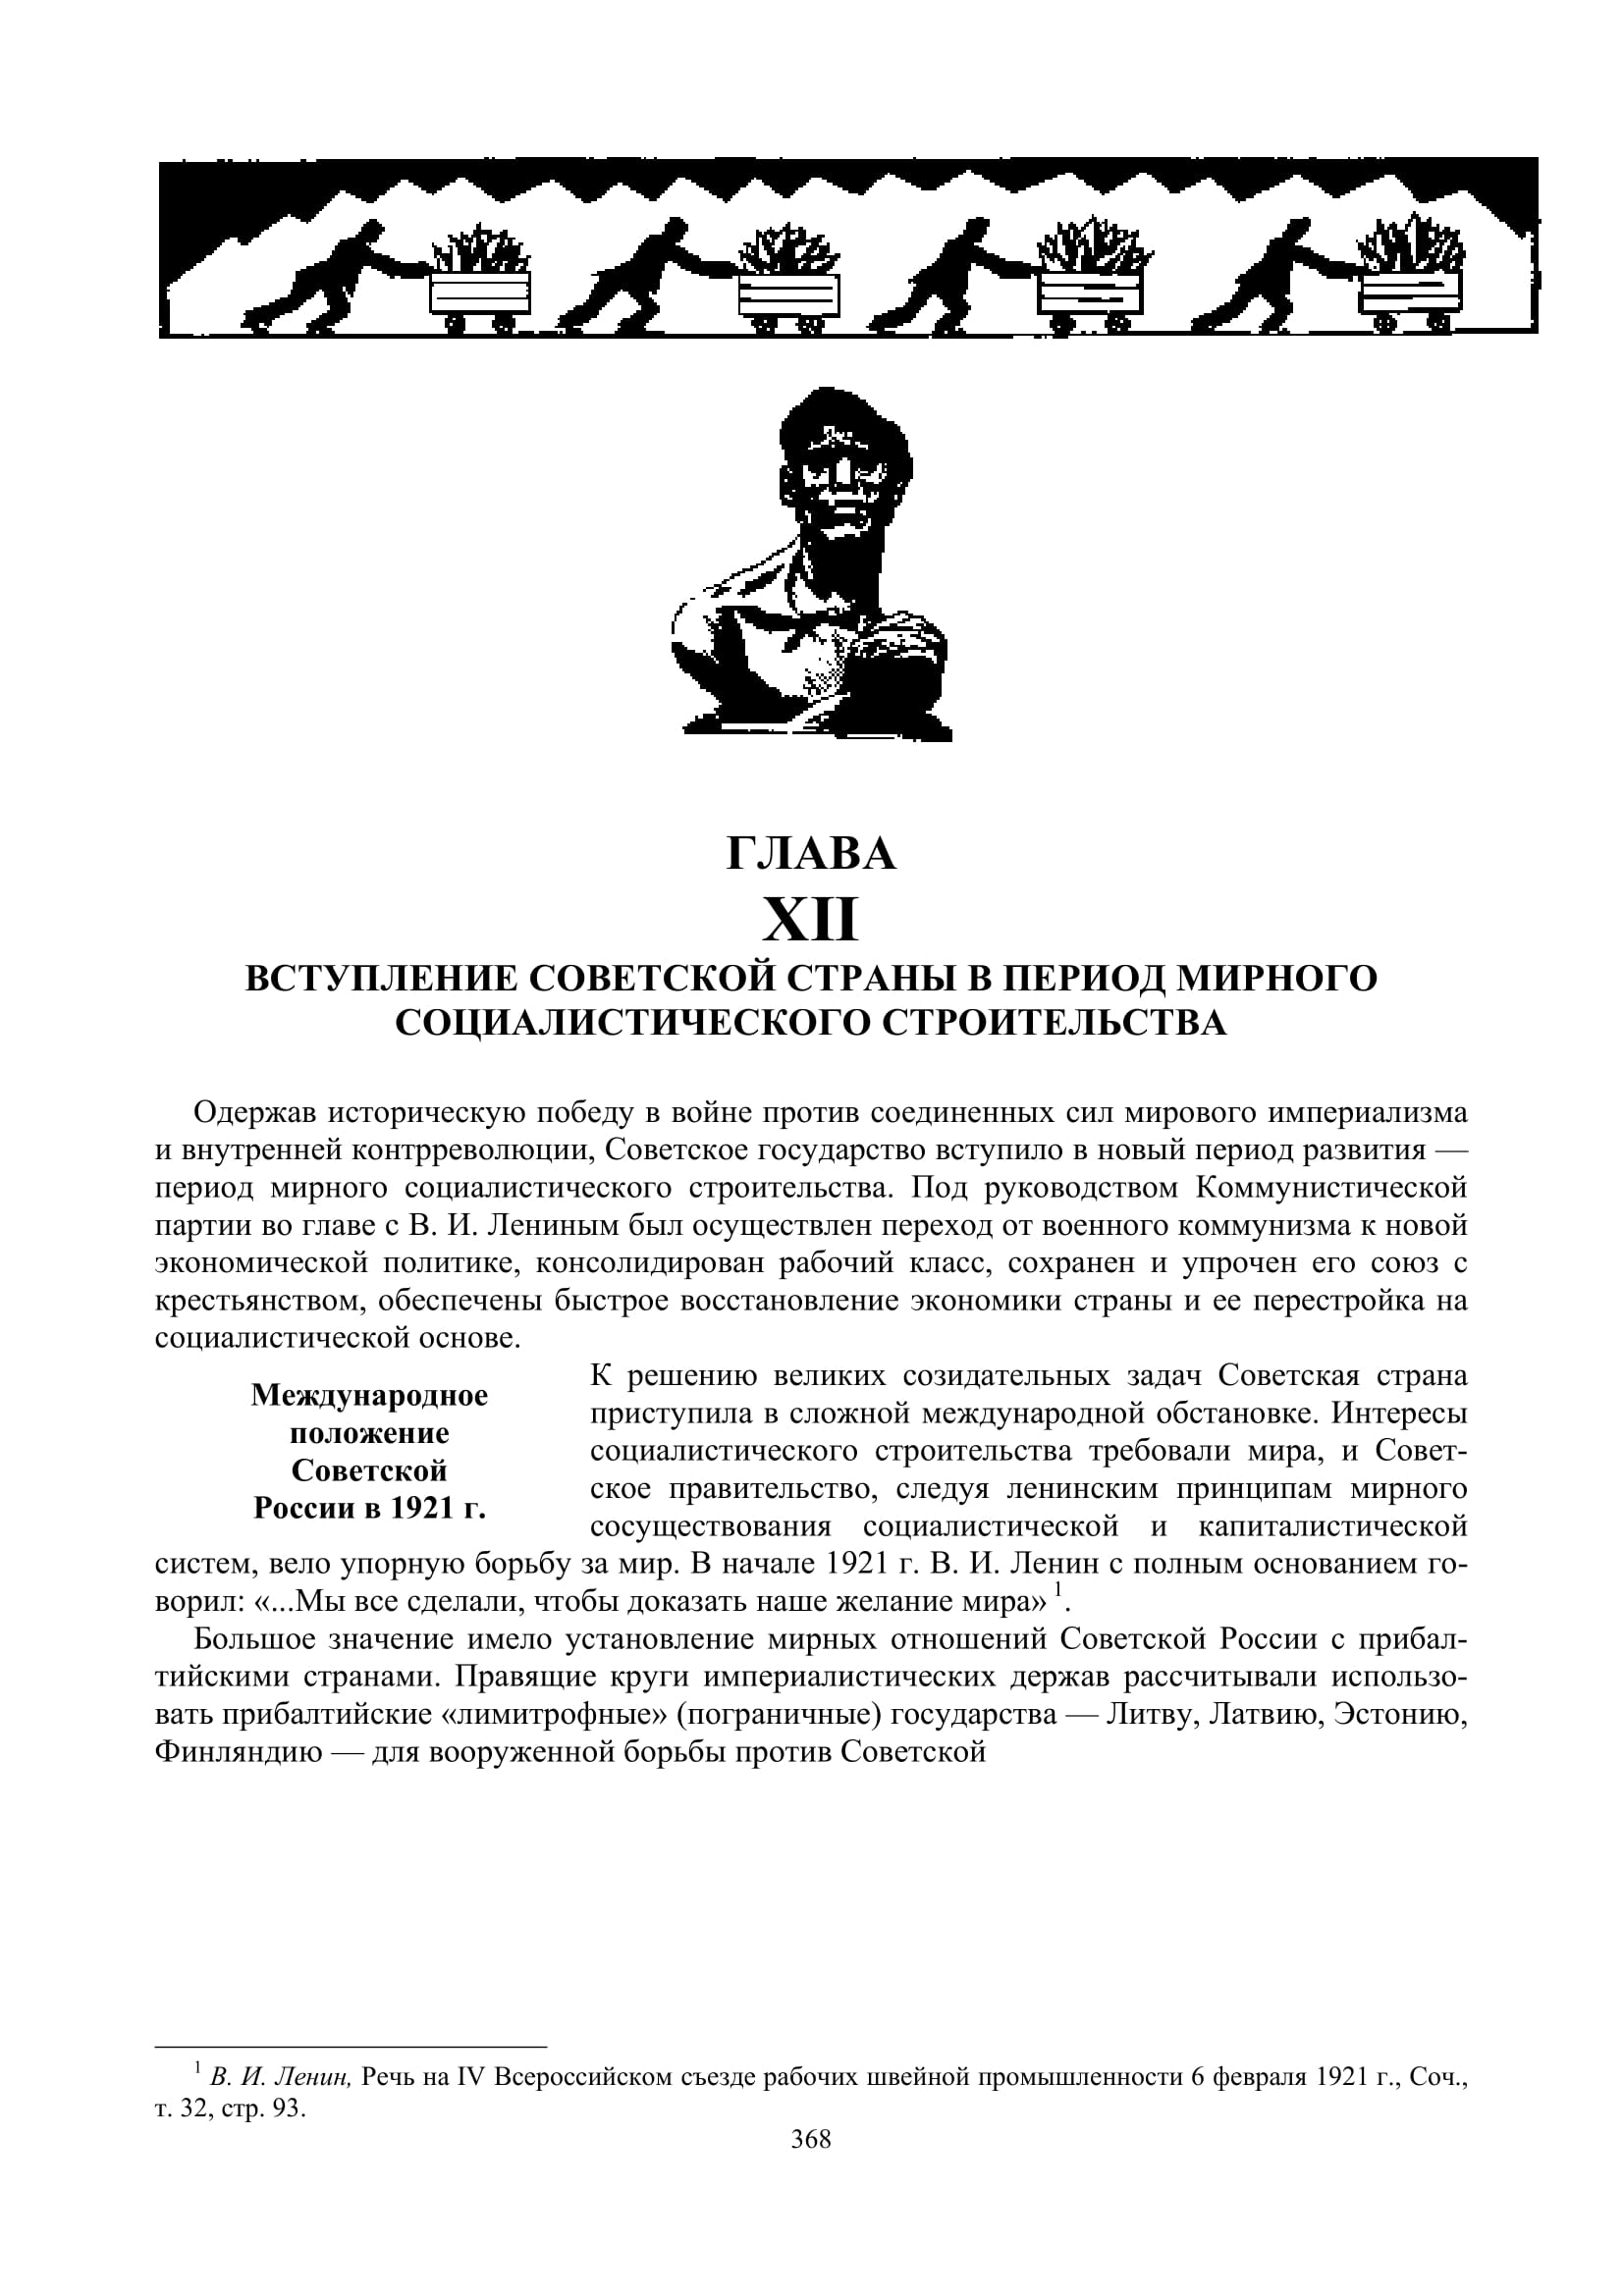 ГЛАВА
XII
ВСТУПЛЕНИЕ СОВЕТСКОЙ СТРАНЫ В ПЕРИОД МИРНОГО
СОЦИАЛИСТИЧЕСКОГО СТРОИТЕЛЬСТВА
Одержав историческую победу в войне против соединенных сил мирового империализма
и внутренней контрреволюции, Советское государство вступило в новый период развития —
период мирного социалистического строительства. Под руководством Коммунистической
партии во главе с В. И. Лениным был осуществлен переход от военного коммунизма к новой
экономической политике, консолидирован рабочий класс, сохранен и упрочен его союз с
крестьянством, обеспечены быстрое восстановление экономики страны и ее перестройка на
социалистической основе.
Международное
положение
Советской
России в 1921 г.
К решению великих созидательных задач Советская страна
приступила в сложной международной обстановке. Интересы
социалистического строительства требовали мира, и Совет-
ское правительство, следуя ленинским принципам мирного
сосуществования социалистической и капиталистической
систем, вело упорную борьбу за мир. В начале 1921 г. В. И. Ленин с полным основанием го-
ворил: «...Мы все сделали, чтобы доказать наше желание мира» 1.
Большое значение имело установление мирных отношений Советской России с прибал-
тийскими странами. Правящие круги империалистических держав рассчитывали использо-
вать прибалтийские «лимитрофные» (пограничные) государства — Литву, Латвию, Эстонию,
Финляндию — для вооруженной борьбы против Советской
1 В. И. Ленин, Речь на IV Всероссийском съезде рабочих швейной промышленности 6 февраля 1921 г., Соч.,
т. 32, стр. 93.
368